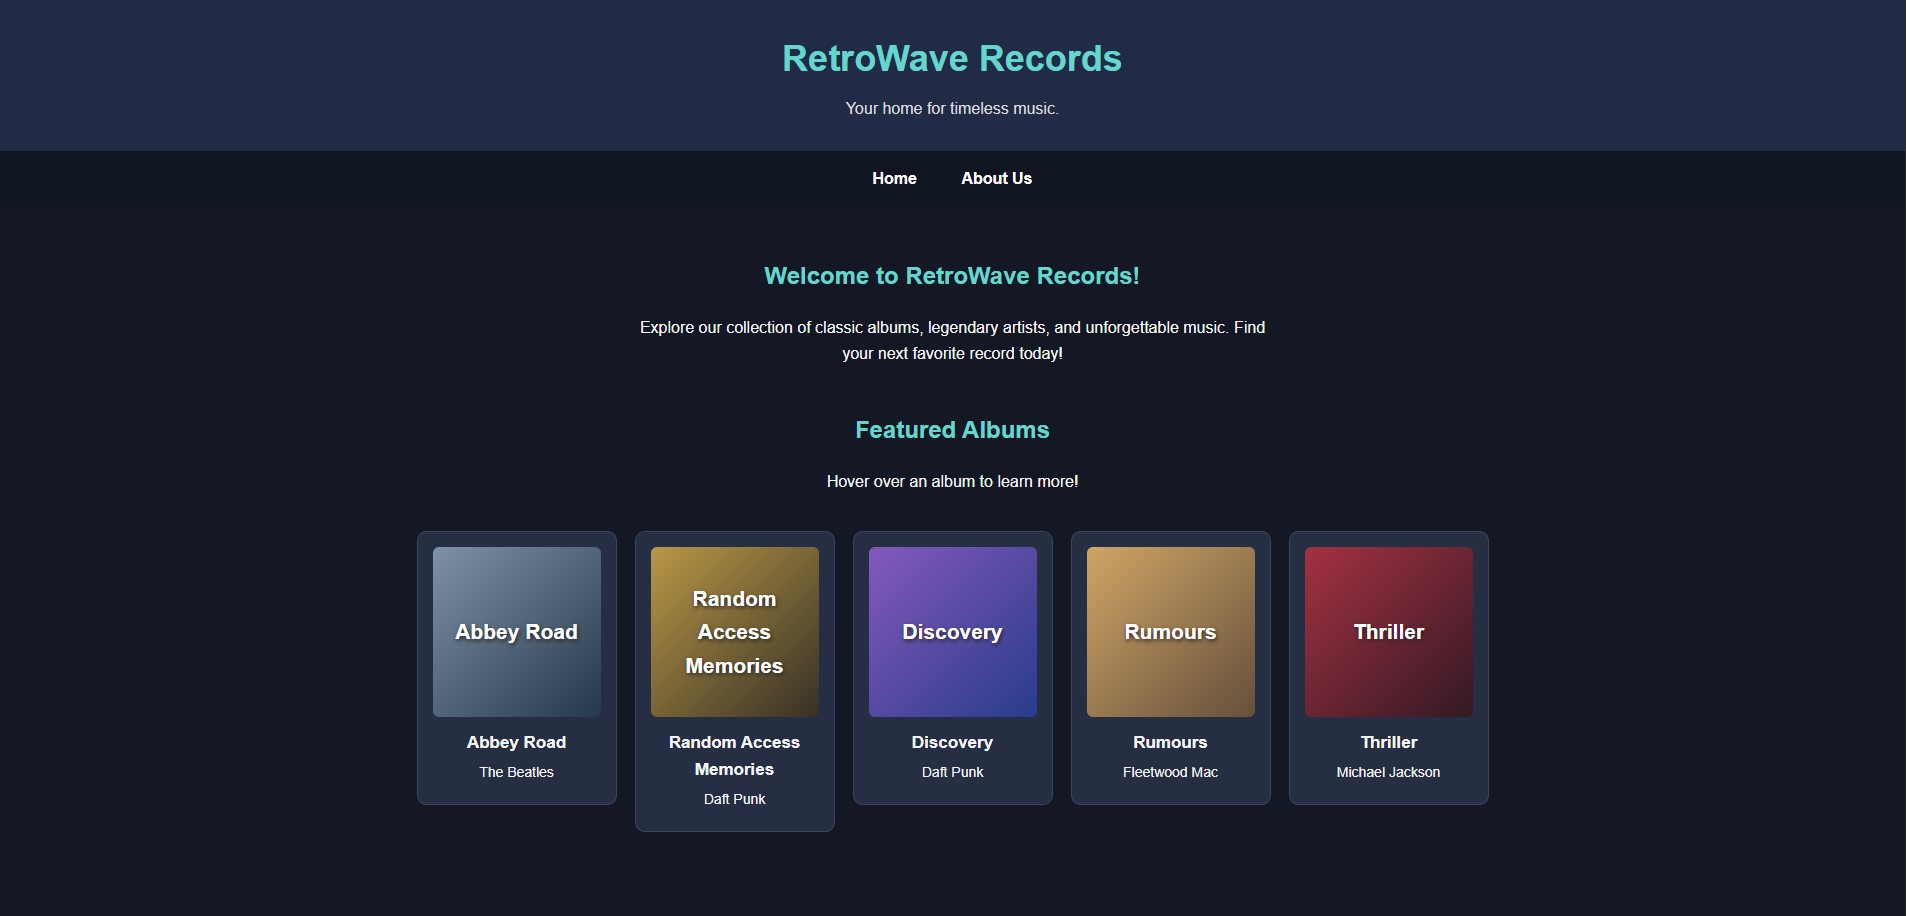 RetroWave Records
Your home for timeless music.
Home About Us
Welcome to RetroWave Records!
Explore our collection of classic albums, legendary artists, and unforgettable music. Find
your next favorite record today!
Featured Albums
Hover over an album to learn more!
Abbey Road
Abbey Road
The Beatles
Random
Access
Memories
Random Access
Memories
Daft Punk
Discovery
Discovery
Daft Punk
Rumours
Rumours
Fleetwood Mac
Thriller
Thriller
Michael Jackson